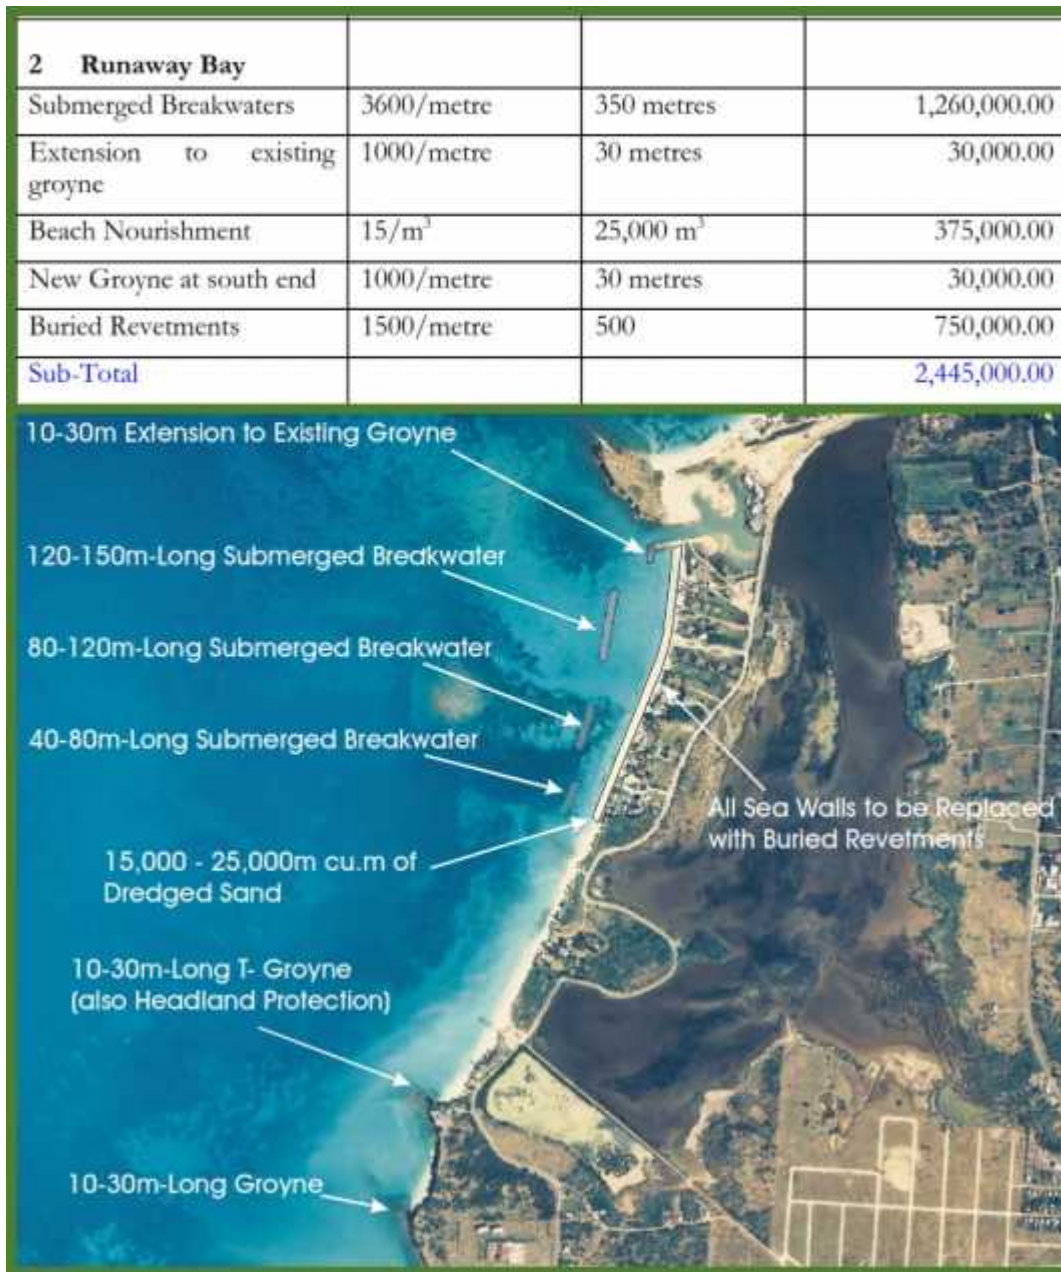 2 Runaway Bay
Submerged Breakwaters 3600/metre 350 metres 1,260,000.00
Extension to existing groyne 1000/metre 30 metres 30,000.00
Beach Nourishment 15/m³ 25,000 m³ 375,000.00
New Groyne at south end 1000/metre 30 metres 30,000.00
Buried Revetments 1500/metre 500 750,000.00
Sub-Total 2,445,000.00
10-30m Extension to Existing Groyne
120-150m-Long Submerged Breakwater
80-120m-Long Submerged Breakwater
40-80m-Long Submerged Breakwater
All Sea Walls to be Replaced
with Buried Revetments
15,000 - 25,000m cu.m of
Dredged Sand
10-30m-Long T- Groyne
(also Headland Protection)
10-30m-Long Groyne